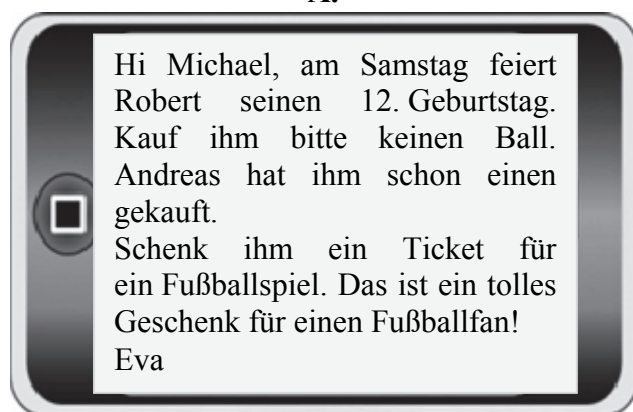 Hi Michael, am Samstag feiert
Robert seinen 12. Geburtstag.
Kauf ihm bitte keinen Ball.
Andreas hat ihm schon einen
gekauft.
Schenk ihm ein Ticket für
ein Fußballspiel. Das ist ein tolles
Geschenk für einen Fußballfan!
Eva